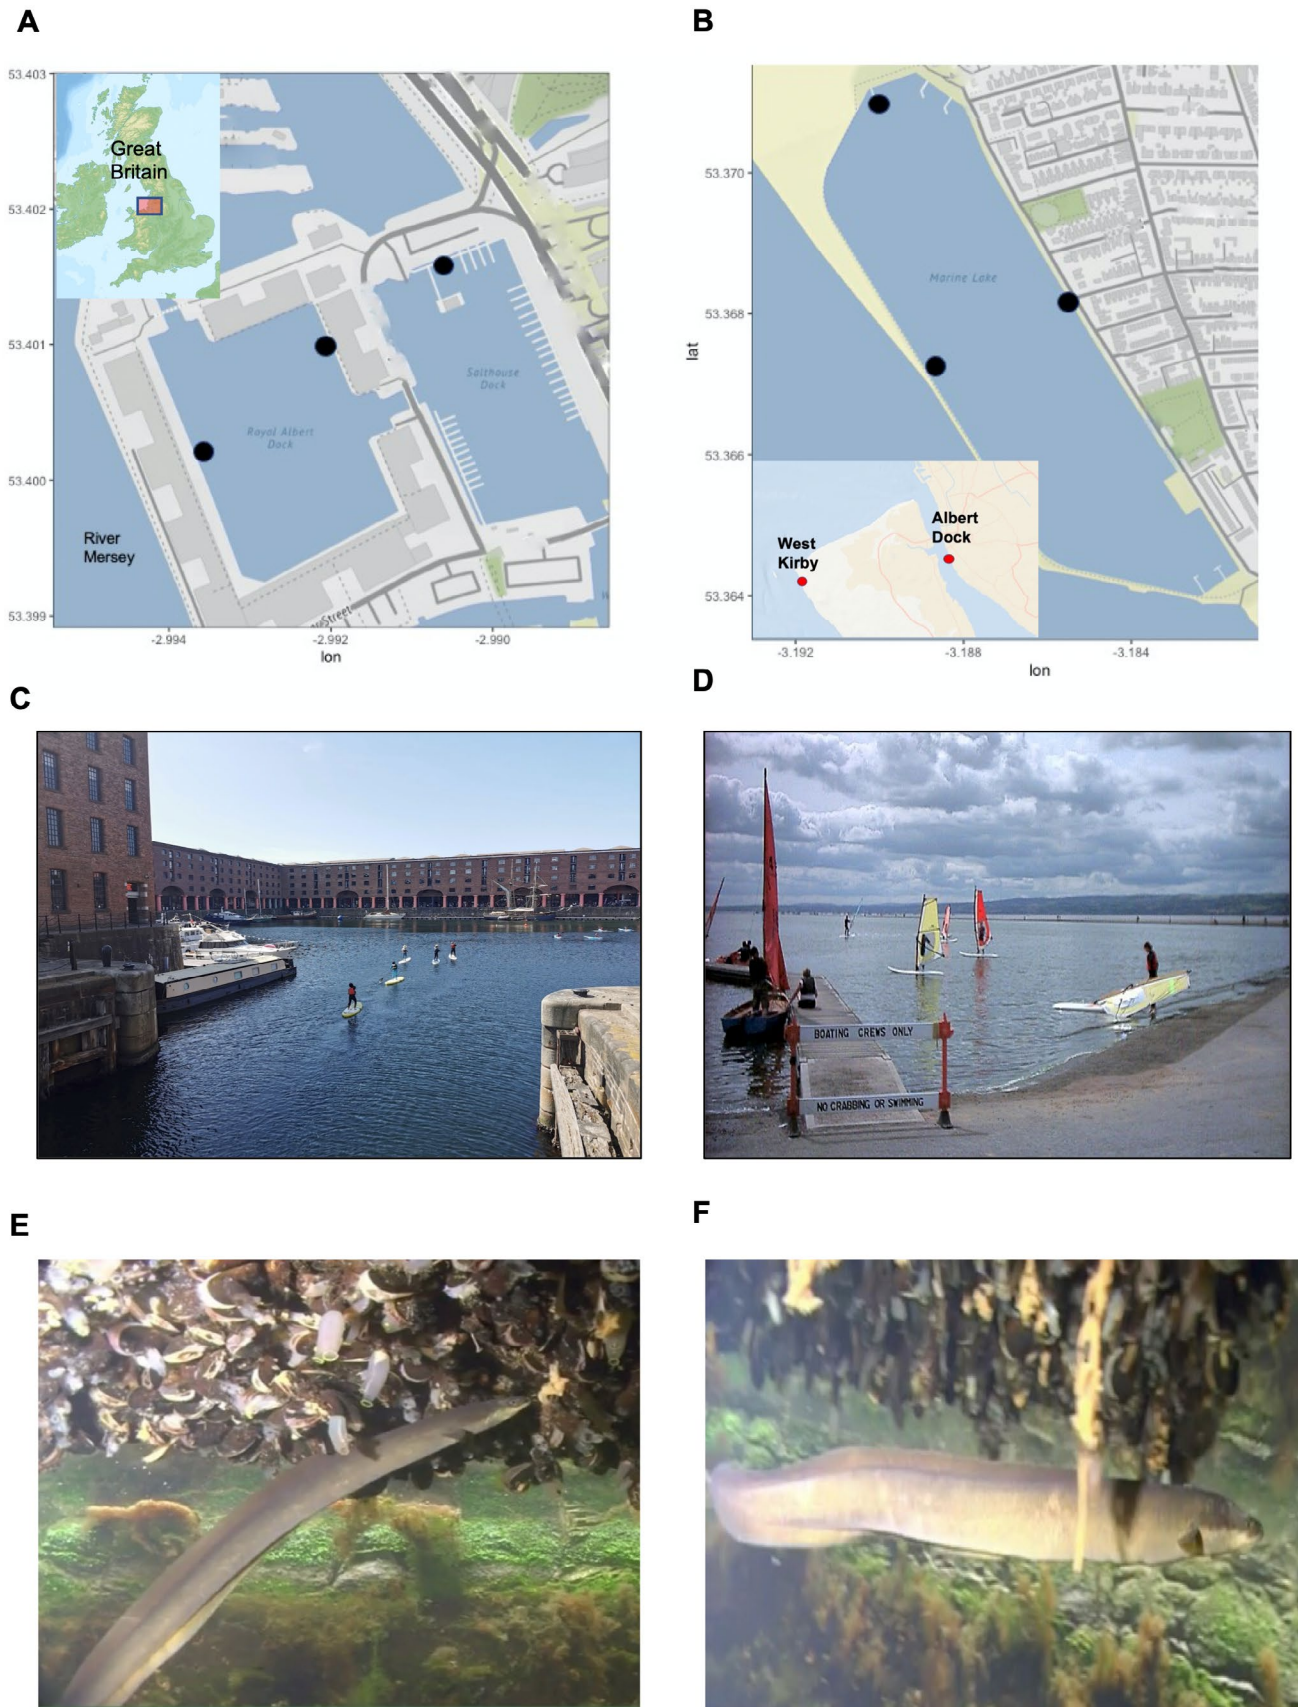 A
B
53.403
53.402
53.401
53.400
53.399
Great
Britain
Royal Albert
Dock
Salthouse
Dock
River
Mersey
Street
-2.994
-2.992
-2.990
lon
lat
53.370
53.368
53.366
53.364
Marine Lake
West
Kirby
Albert
Dock
-3.192
-3.188
-3.184
lon
C
D
BOATING CREWS ONLY
NO CRABBING OR SWIMMING
E
F